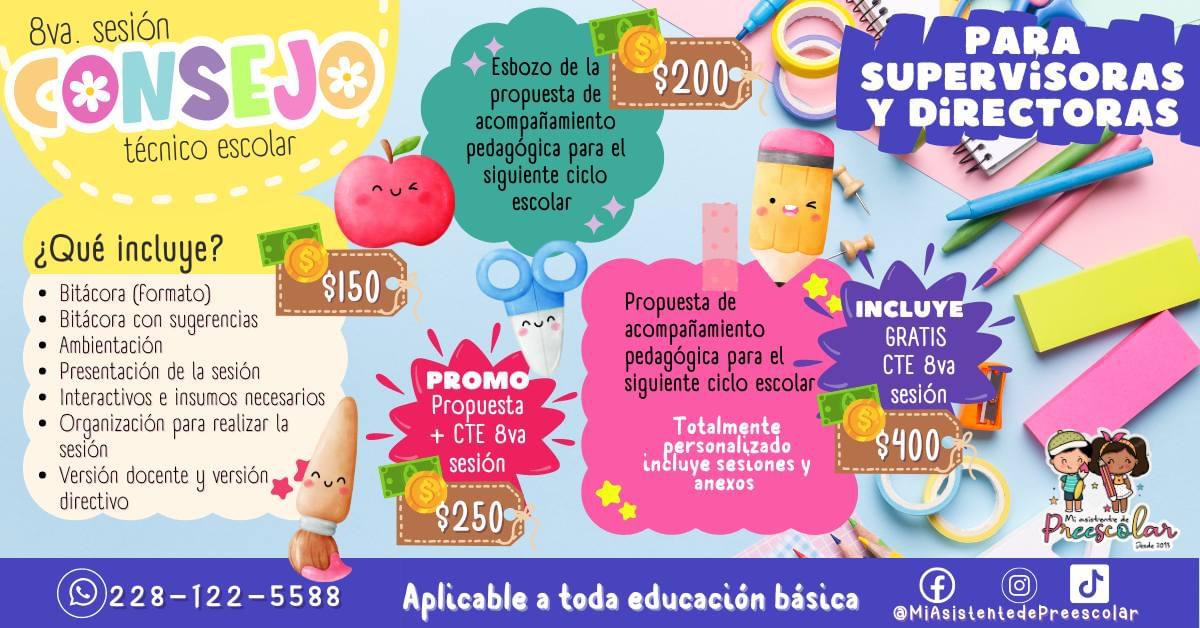 8va. sesión
CONSEJO
técnico escolar
¿Qué incluye?
$150
• Bitácora (Formato)
• Bitácora con sugerencias
• Ambientación
• Presentación de la sesión
• Interactivos e insumos necesarios
• Organización para realizar la
sesión
• Versión docente y versión
directivo
Esbozo de la
propuesta de
acompañamiento
pedagógica para el
siguiente ciclo
escolar
$200
PROMO
Propuesta
+ CTE 8va
sesión
$250
PARA
SUPERVISORAS
Y DIRECTORAS
Propuesta de
acompañamiento
pedagógica para el
siguiente ciclo escolar
Totalmente
personalizado
incluye sesiones y
anexos
INCLUYE
GRATIS
CTE 8va
sesión
$400
Mi asistente de
Preescolar
Desde 2013
228-122-5588
Aplicable a toda educación básica
@MiAsistentedePreescolar